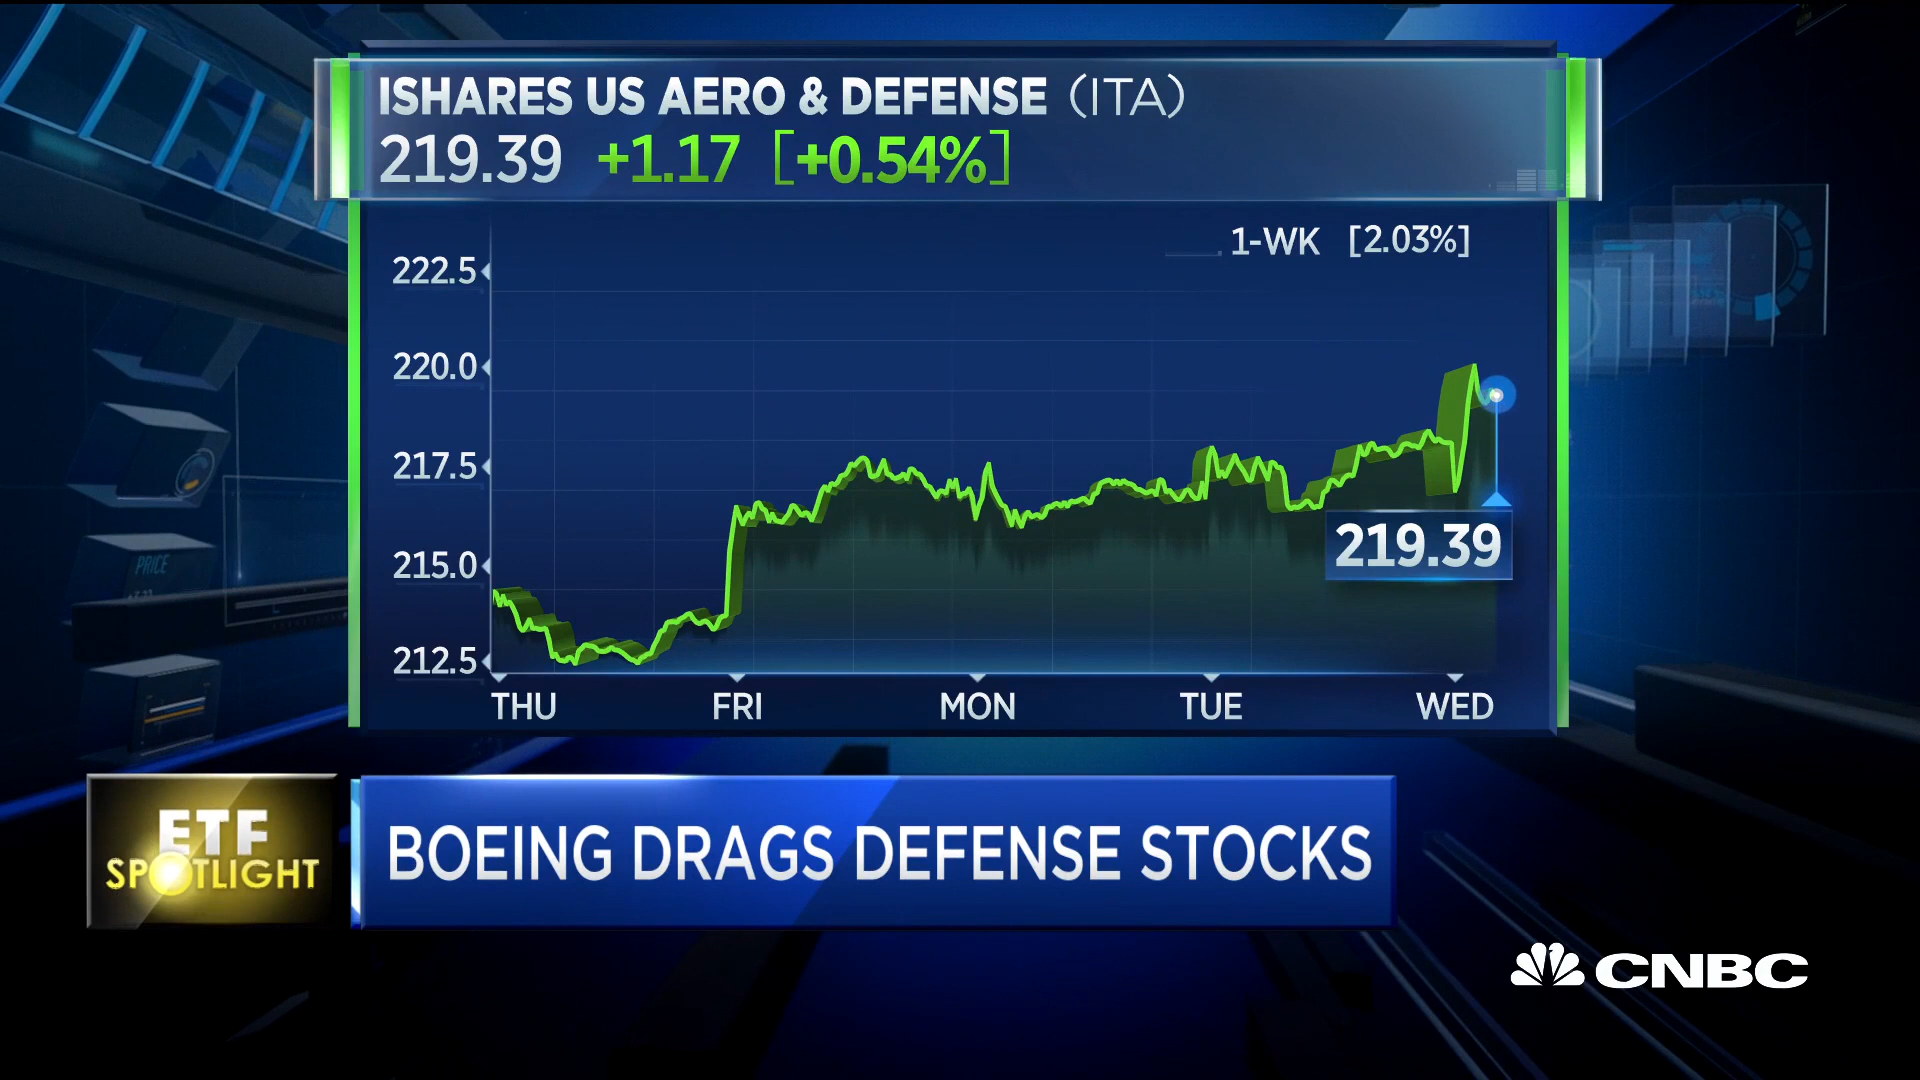 ISHARES US AERO & DEFENSE (ITA)
219.39 +1.17 [+0.54%]
1-WK [2.03%]
222.5
220.0
217.5
215.0
212.5
219.39
THU FRI MON TUE WED
PRICE
ETF
SPOTLIGHT
BOEING DRAGS DEFENSE STOCKS
CNBC